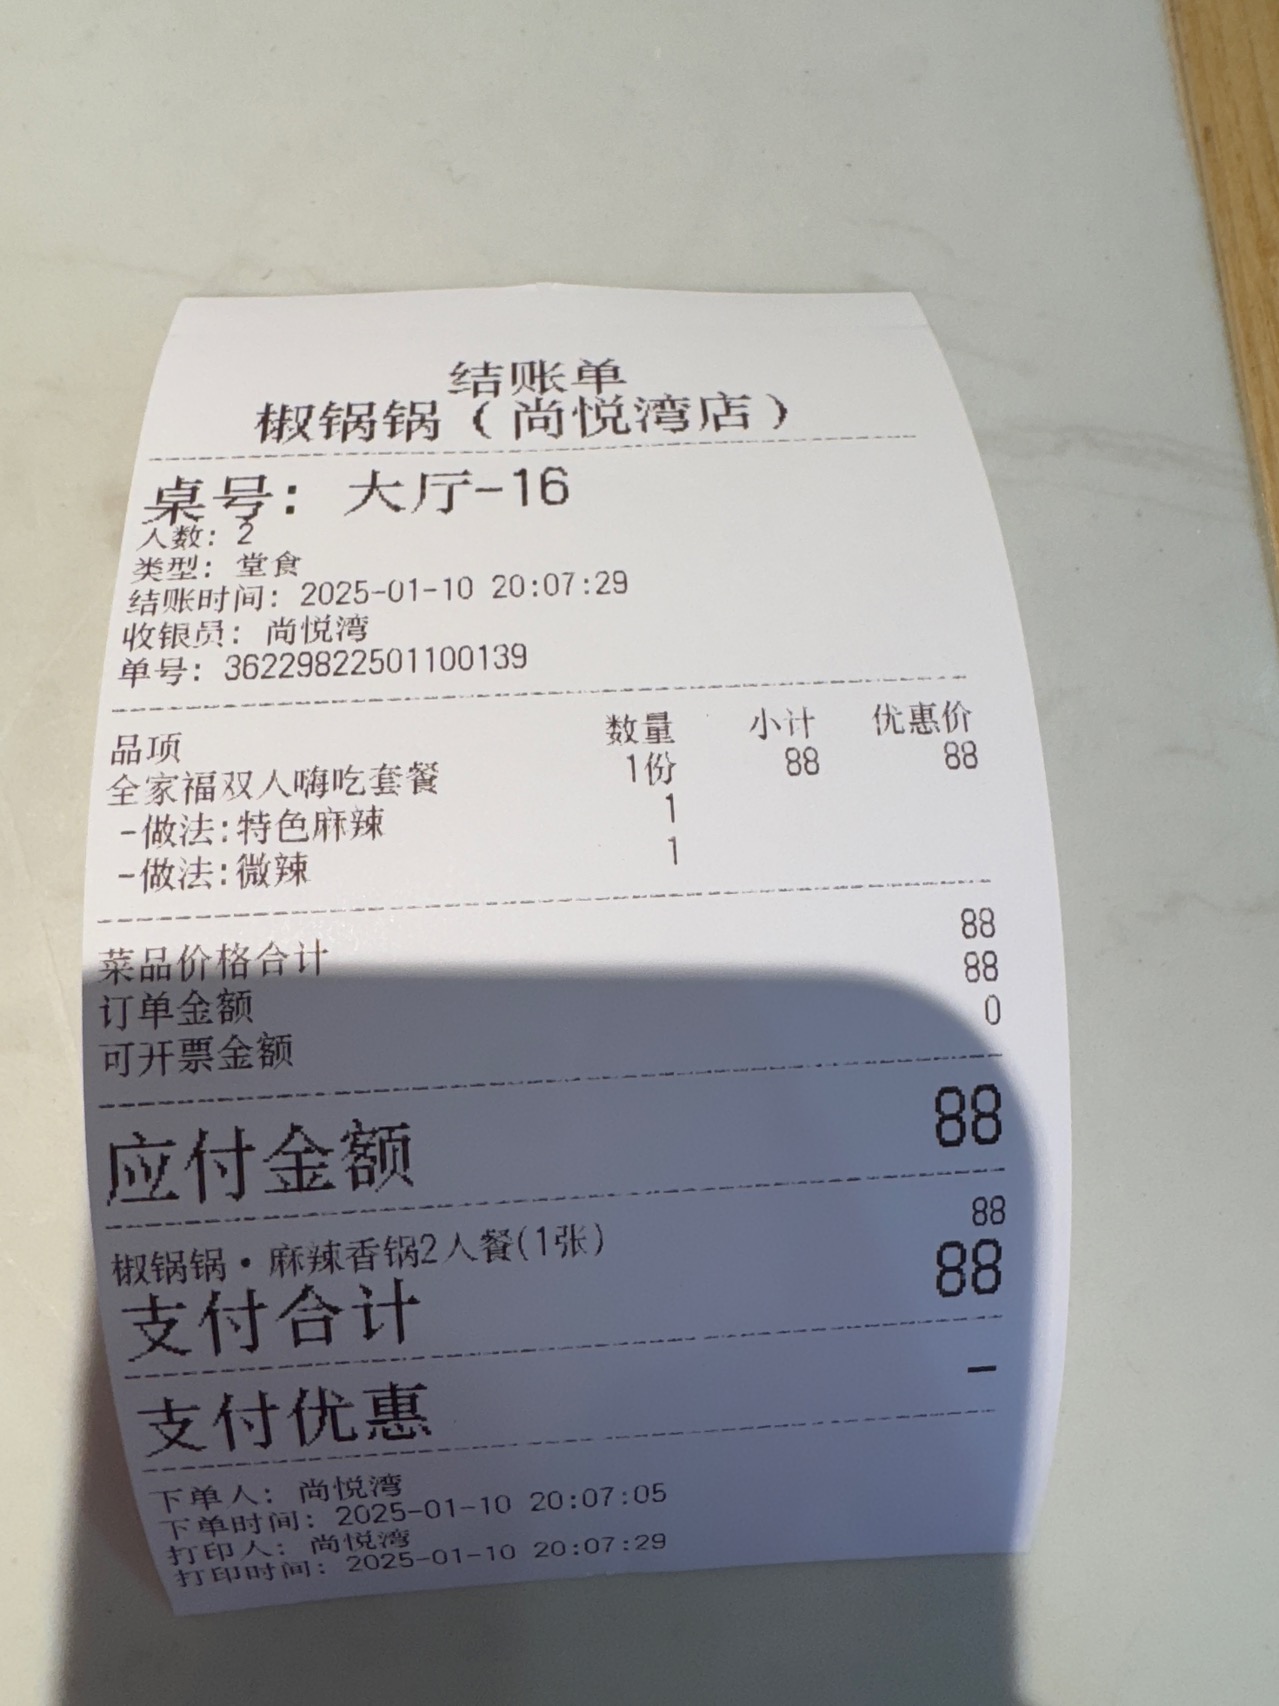 结账单
椒锅锅（尚悦湾店）
桌号: 大厅-16
人数: 2
类型: 堂食
结账时间: 2025-01-10 20:07:29
收银员: 尚悦湾
单号: 36229822501100139
品项 数量 小计 优惠价
全家福双人嗨吃套餐 1份 88 88
-做法:特色麻辣 1
-做法:微辣 1
菜品价格合计 88
订单金额 88
可开票金额 0
应付金额 88
椒锅锅·麻辣香锅2人餐(1张) 88
支付合计 88
支付优惠 -
下单人: 尚悦湾
下单时间: 2025-01-10 20:07:05
打印人: 尚悦湾
打印时间: 2025-01-10 20:07:29